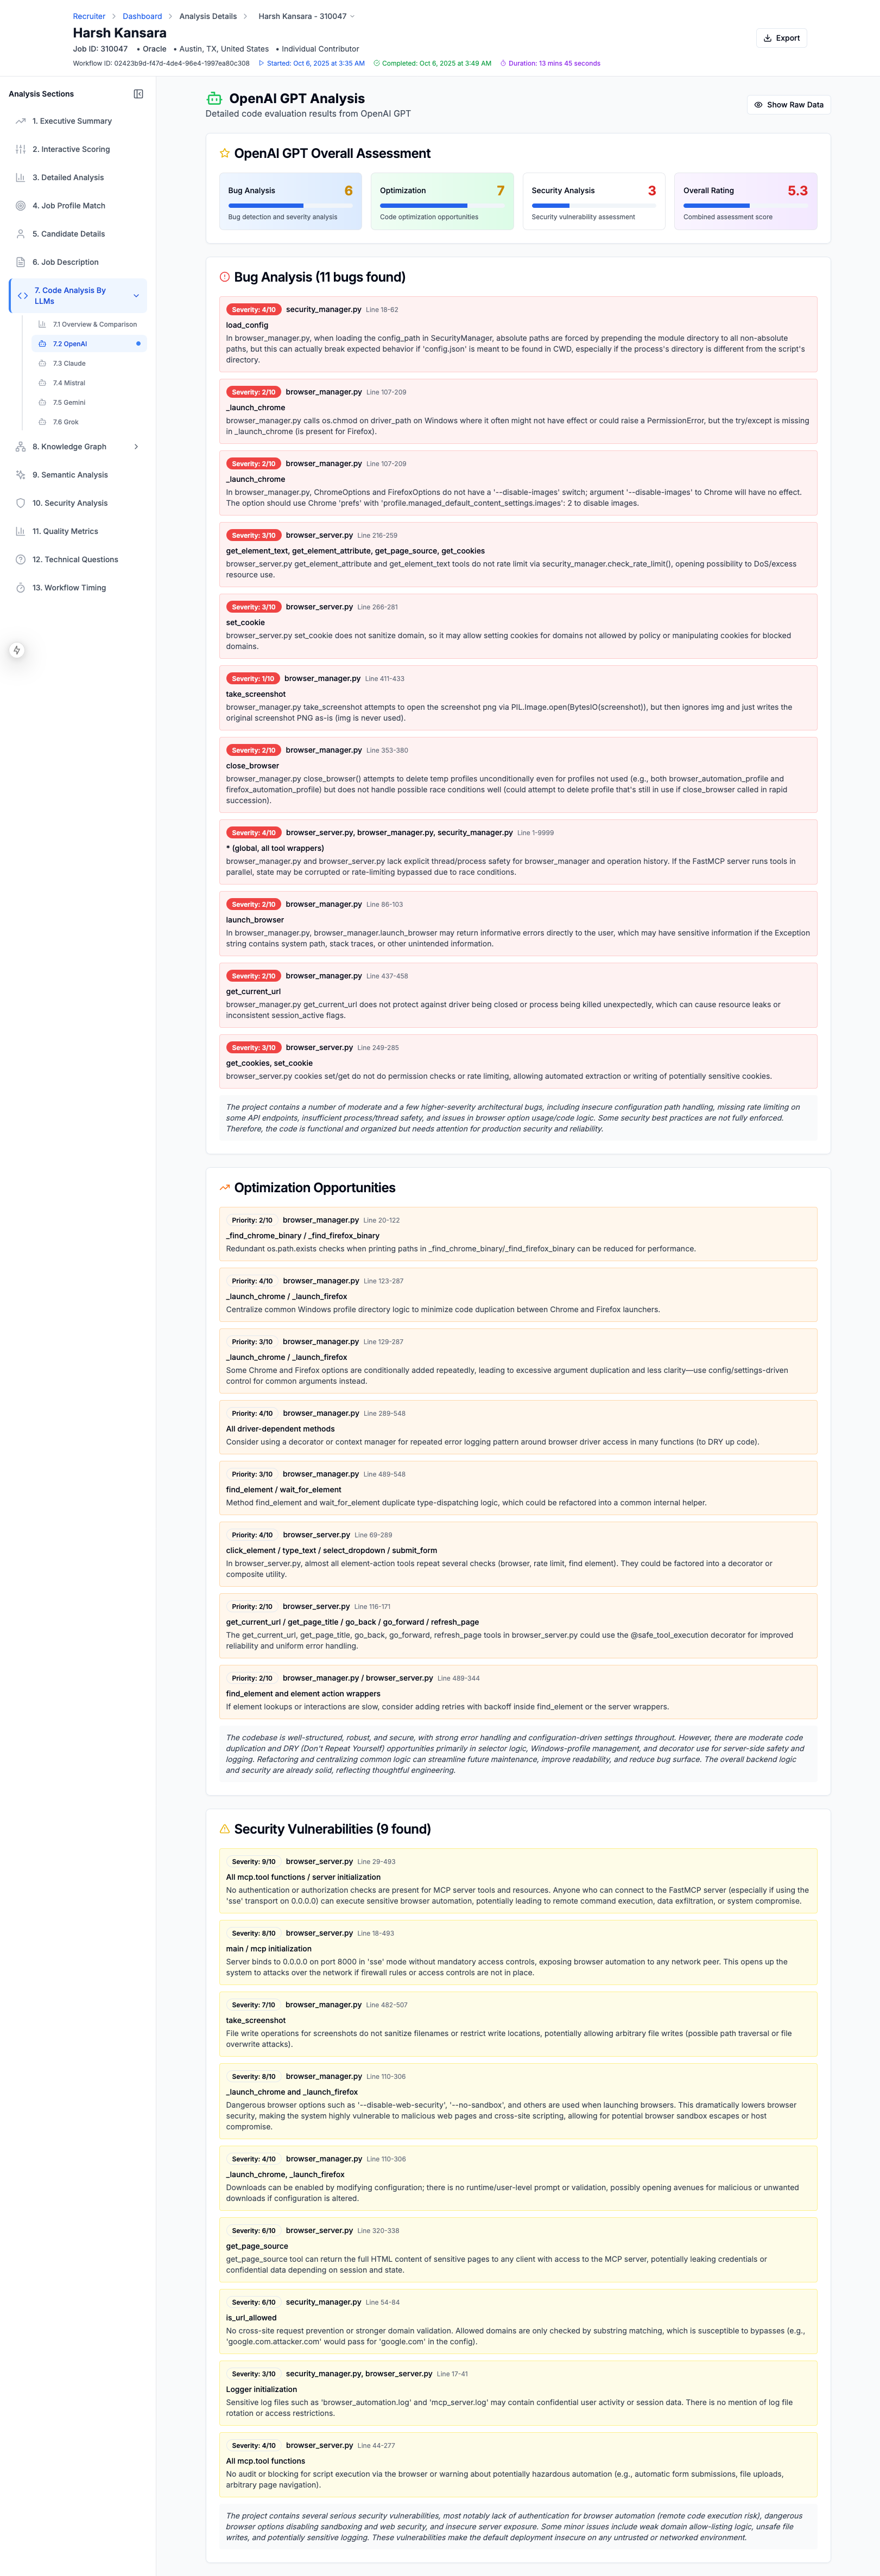 Recruiter > Dashboard > Analysis Details > Harsh Kansara - 310047
Harsh Kansara
Job ID: 310047 • Oracle • Austin, TX, United States • Individual Contributor
Workflow ID: 02423b9d-f47d-4de4-96e4-1997ea80c308 Started: Oct 6, 2025 at 3:35 AM Completed: Oct 6, 2025 at 3:49 AM Duration: 13 mins 45 seconds
Export
Analysis Sections
1. Executive Summary
2. Interactive Scoring
3. Detailed Analysis
4. Job Profile Match
5. Candidate Details
6. Job Description
7. Code Analysis By
LLMs
7.1 Overview & Comparison
7.2 OpenAI
7.3 Claude
7.4 Mistral
7.5 Gemini
7.6 Grok
8. Knowledge Graph
9. Semantic Analysis
10. Security Analysis
11. Quality Metrics
12. Technical Questions
13. Workflow Timing
OpenAI GPT Analysis
Detailed code evaluation results from OpenAI GPT
Show Raw Data
OpenAI GPT Overall Assessment
Bug Analysis 6
Bug detection and severity analysis
Optimization 7
Code optimization opportunities
Security Analysis 3
Security vulnerability assessment
Overall Rating 5.3
Combined assessment score
Bug Analysis (11 bugs found)
Severity: 4/10 security_manager.py Line 18-62
load_config
In browser_manager.py, when loading the config_path in SecurityManager, absolute paths are forced by prepending the module directory to all non-absolute
paths, but this can actually break expected behavior if 'config.json' is meant to be found in CWD, especially if the process's directory is different from the script's
directory.
Severity: 2/10 browser_manager.py Line 107-209
_launch_chrome
browser_manager.py calls os.chmod on driver_path on Windows where it often might not have effect or could raise a PermissionError, but the try/except is missing
in _launch_chrome (is present for Firefox).
Severity: 2/10 browser_manager.py Line 107-209
_launch_chrome
In browser_manager.py, ChromeOptions and FirefoxOptions do not have a '--disable-images' switch; argument '--disable-images' to Chrome will have no effect.
The option should use Chrome 'prefs' with 'profile.managed_default_content_settings.images': 2 to disable images.
Severity: 3/10 browser_server.py Line 216-259
get_element_text, get_element_attribute, get_page_source, get_cookies
browser_server.py get_element_attribute and get_element_text tools do not rate limit via security_manager.check_rate_limit(), opening possibility to DoS/excess
resource use.
Severity: 3/10 browser_server.py Line 266-281
set_cookie
browser_server.py set_cookie does not sanitize domain, so it may allow setting cookies for domains not allowed by policy or manipulating cookies for blocked
domains.
Severity: 1/10 browser_manager.py Line 411-433
take_screenshot
browser_manager.py take_screenshot attempts to open the screenshot png via PIL.Image.open(BytesIO(screenshot)), but then ignores img and just writes the
original screenshot PNG as-is (img is never used).
Severity: 2/10 browser_manager.py Line 353-380
close_browser
browser_manager.py close_browser() attempts to delete temp profiles unconditionally even for profiles not used (e.g., both browser_automation_profile and
firefox_automation_profile) but does not handle possible race conditions well (could attempt to delete profile that's still in use if close_browser called in rapid
succession).
Severity: 4/10 browser_server.py, browser_manager.py, security_manager.py Line 1-9999
* (global, all tool wrappers)
browser_manager.py and browser_server.py lack explicit thread/process safety for browser_manager and operation history. If the FastMCP server runs tools in
parallel, state may be corrupted or rate-limiting bypassed due to race conditions.
Severity: 2/10 browser_manager.py Line 86-103
launch_browser
In browser_manager.py, browser_manager.launch_browser may return informative errors directly to the user, which may have sensitive information if the Exception
string contains system path, stack traces, or other unintended information.
Severity: 2/10 browser_manager.py Line 437-458
get_current_url
browser_manager.py get_current_url does not protect against driver being closed or process being killed unexpectedly, which can cause resource leaks or
inconsistent session_active flags.
Severity: 3/10 browser_server.py Line 249-285
get_cookies, set_cookie
browser_server.py cookies set/get do not do permission checks or rate limiting, allowing automated extraction or writing of potentially sensitive cookies.
The project contains a number of moderate and a few higher-severity architectural bugs, including insecure configuration path handling, missing rate limiting on
some API endpoints, insufficient process/thread safety, and issues in browser option usage/code logic. Some security best practices are not fully enforced.
Therefore, the code is functional and organized but needs attention for production security and reliability.
Optimization Opportunities
Priority: 2/10 browser_manager.py Line 20-122
_find_chrome_binary / _find_firefox_binary
Redundant os.path.exists checks when printing paths in _find_chrome_binary/_find_firefox_binary can be reduced for performance.
Priority: 4/10 browser_manager.py Line 123-287
_launch_chrome / _launch_firefox
Centralize common Windows profile directory logic to minimize code duplication between Chrome and Firefox launchers.
Priority: 3/10 browser_manager.py Line 129-287
_launch_chrome / _launch_firefox
Some Chrome and Firefox options are conditionally added repeatedly, leading to excessive argument duplication and less clarity—use config/settings-driven
control for common arguments instead.
Priority: 4/10 browser_manager.py Line 289-548
All driver-dependent methods
Consider using a decorator or context manager for repeated error logging pattern around browser driver access in many functions (to DRY up code).
Priority: 3/10 browser_manager.py Line 489-548
find_element / wait_for_element
Method find_element and wait_for_element duplicate type-dispatching logic, which could be refactored into a common internal helper.
Priority: 4/10 browser_server.py Line 69-289
click_element / type_text / select_dropdown / submit_form
In browser_server.py, almost all element-action tools repeat several checks (browser, rate limit, find element). They could be factored into a decorator or
composite utility.
Priority: 2/10 browser_server.py Line 116-171
get_current_url / get_page_title / go_back / go_forward / refresh_page
The get_current_url, get_page_title, go_back, go_forward, refresh_page tools in browser_server.py could use the @safe_tool_execution decorator for improved
reliability and uniform error handling.
Priority: 2/10 browser_manager.py / browser_server.py Line 489-344
find_element and element action wrappers
If element lookups or interactions are slow, consider adding retries with backoff inside find_element or the server wrappers.
The codebase is well-structured, robust, and secure, with strong error handling and configuration-driven settings throughout. However, there are moderate code
duplication and DRY (Don't Repeat Yourself) opportunities primarily in selector logic, Windows-profile management, and decorator use for server-side safety and
logging. Refactoring and centralizing common logic can streamline future maintenance, improve readability, and reduce bug surface. The overall backend logic
and security are already solid, reflecting thoughtful engineering.
Security Vulnerabilities (9 found)
Severity: 9/10 browser_server.py Line 29-493
All mcp.tool functions / server initialization
No authentication or authorization checks are present for MCP server tools and resources. Anyone who can connect to the FastMCP server (especially if using the
'sse' transport on 0.0.0.0) can execute sensitive browser automation, potentially leading to remote command execution, data exfiltration, or system compromise.
Severity: 8/10 browser_server.py Line 18-493
main / mcp initialization
Server binds to 0.0.0.0 on port 8000 in 'sse' mode without mandatory access controls, exposing browser automation to any network peer. This opens up the
system to attacks over the network if firewall rules or access controls are not in place.
Severity: 7/10 browser_manager.py Line 482-507
take_screenshot
File write operations for screenshots do not sanitize filenames or restrict write locations, potentially allowing arbitrary file writes (possible path traversal or file
overwrite attacks).
Severity: 8/10 browser_manager.py Line 110-306
_launch_chrome and _launch_firefox
Dangerous browser options such as '--disable-web-security', '--no-sandbox', and others are used when launching browsers. This dramatically lowers browser
security, making the system highly vulnerable to malicious web pages and cross-site scripting, allowing for potential browser sandbox escapes or host
compromise.
Severity: 4/10 browser_manager.py Line 110-306
_launch_chrome, _launch_firefox
Downloads can be enabled by modifying configuration; there is no runtime/user-level prompt or validation, possibly opening avenues for malicious or unwanted
downloads if configuration is altered.
Severity: 6/10 browser_server.py Line 320-338
get_page_source
get_page_source tool can return the full HTML content of sensitive pages to any client with access to the MCP server, potentially leaking credentials or
confidential data depending on session and state.
Severity: 6/10 security_manager.py Line 54-84
is_url_allowed
No cross-site request prevention or stronger domain validation. Allowed domains are only checked by substring matching, which is susceptible to bypasses (e.g.,
'google.com.attacker.com' would pass for 'google.com' in the config).
Severity: 3/10 security_manager.py, browser_server.py Line 17-41
Logger initialization
Sensitive log files such as 'browser_automation.log' and 'mcp_server.log' may contain confidential user activity or session data. There is no mention of log file
rotation or access restrictions.
Severity: 4/10 browser_server.py Line 44-277
All mcp.tool functions
No audit or blocking for script execution via the browser or warning about potentially hazardous automation (e.g., automatic form submissions, file uploads,
arbitrary page navigation).
The project contains several serious security vulnerabilities, most notably lack of authentication for browser automation (remote code execution risk), dangerous
browser options disabling sandboxing and web security, and insecure server exposure. Some minor issues include weak domain allow-listing logic, unsafe file
writes, and potentially sensitive logging. These vulnerabilities make the default deployment insecure on any untrusted or networked environment.